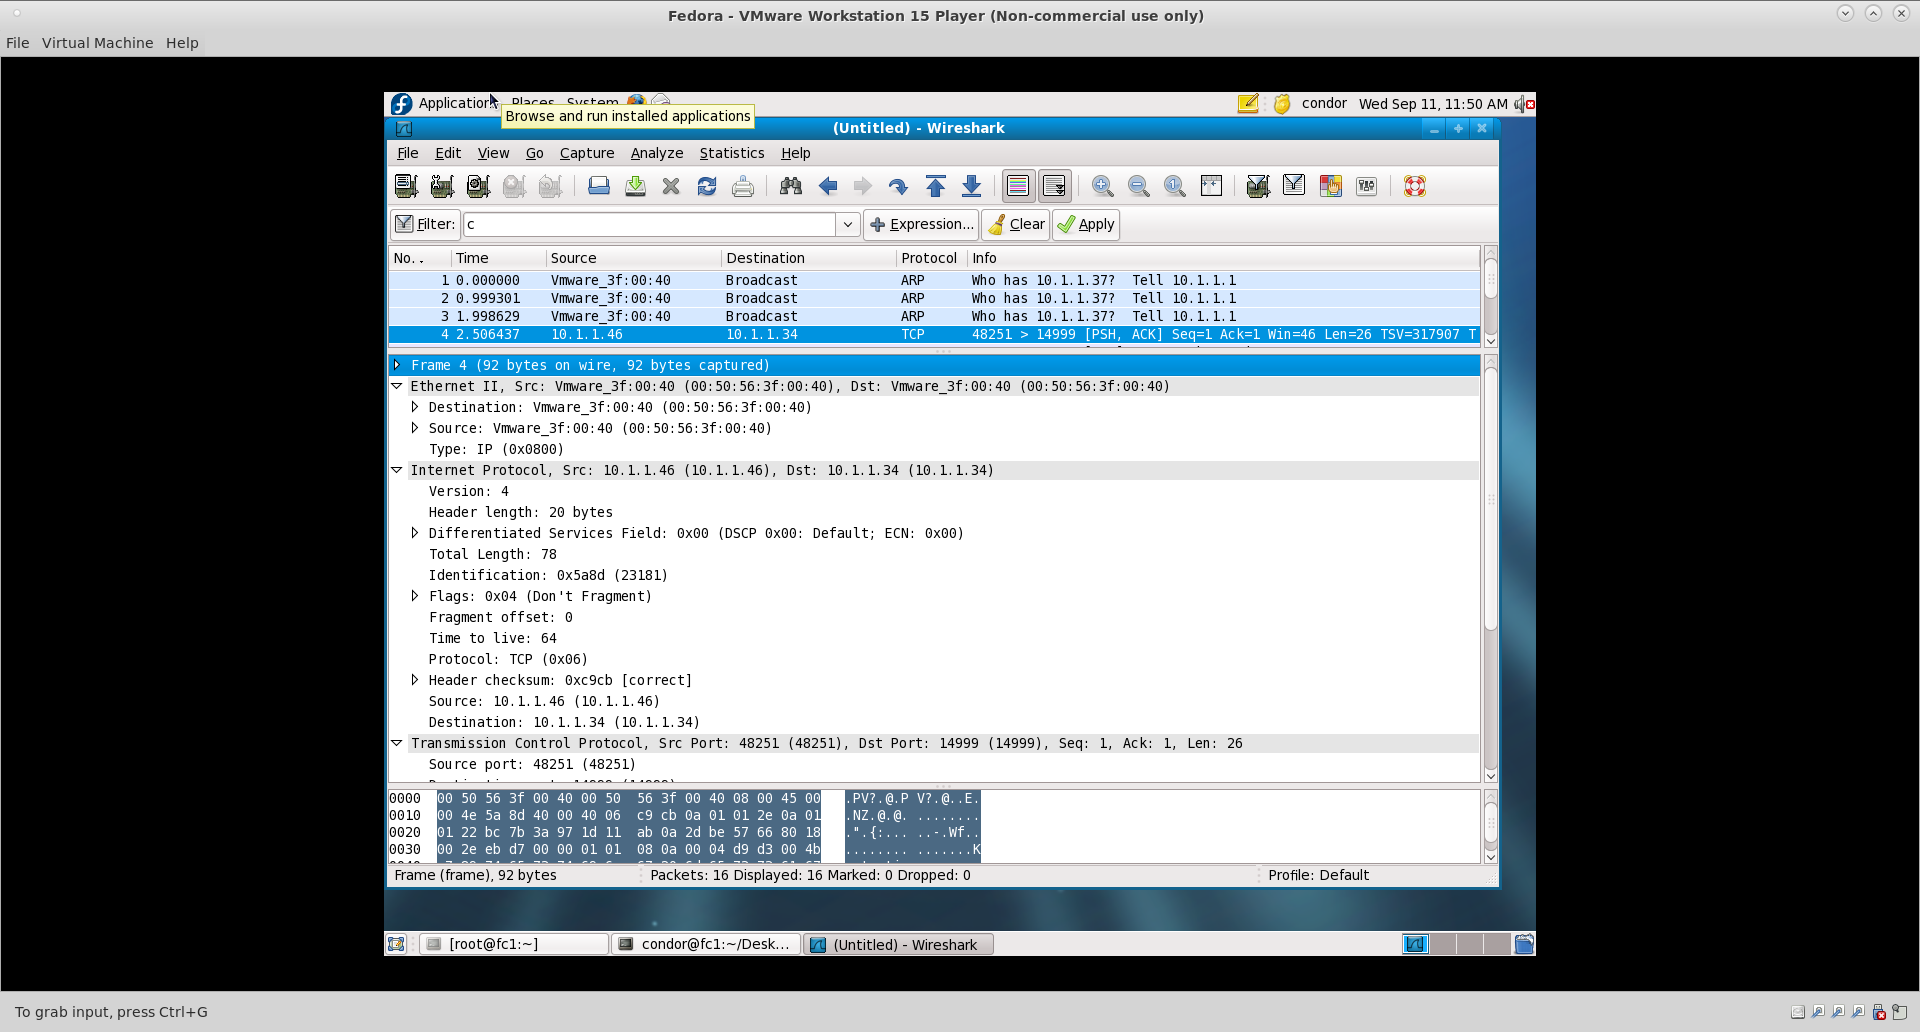 Fedora - VMware Workstation 15 Player (Non-commercial use only)
File Virtual Machine Help
Application Places System condor Wed Sep 11, 11:50 AM
Browse and run installed applications
(Untitled) - Wireshark
File Edit View Go Capture Analyze Statistics Help
Filter: c Expression... Clear Apply
No. . Time Source Destination Protocol Info
1 0.000000 Vmware_3f:00:40 Broadcast ARP Who has 10.1.1.37? Tell 10.1.1.1
2 0.999301 Vmware_3f:00:40 Broadcast ARP Who has 10.1.1.37? Tell 10.1.1.1
3 1.998629 Vmware_3f:00:40 Broadcast ARP Who has 10.1.1.37? Tell 10.1.1.1
4 2.506437 10.1.1.46 10.1.1.34 TCP 48251 > 14999 [PSH, ACK] Seq=1 Ack=1 Win=46 Len=26 TSV=317907 T
Frame 4 (92 bytes on wire, 92 bytes captured)
Ethernet II, Src: Vmware_3f:00:40 (00:50:56:3f:00:40), Dst: Vmware_3f:00:40 (00:50:56:3f:00:40)
Destination: Vmware_3f:00:40 (00:50:56:3f:00:40)
Source: Vmware_3f:00:40 (00:50:56:3f:00:40)
Type: IP (0x0800)
Internet Protocol, Src: 10.1.1.46 (10.1.1.46), Dst: 10.1.1.34 (10.1.1.34)
Version: 4
Header length: 20 bytes
Differentiated Services Field: 0x00 (DSCP 0x00: Default; ECN: 0x00)
Total Length: 78
Identification: 0x5a8d (23181)
Flags: 0x04 (Don't Fragment)
Fragment offset: 0
Time to live: 64
Protocol: TCP (0x06)
Header checksum: 0xc9cb [correct]
Source: 10.1.1.46 (10.1.1.46)
Destination: 10.1.1.34 (10.1.1.34)
Transmission Control Protocol, Src Port: 48251 (48251), Dst Port: 14999 (14999), Seq: 1, Ack: 1, Len: 26
Source port: 48251 (48251)
0000 00 50 56 3f 00 40 00 50 56 3f 00 40 08 00 45 00 .PV?.@.P V?.@..E.
0010 00 4e 5a 8d 40 00 40 06 c9 cb 0a 01 01 2e 0a 01 .NZ.@.@. ........
0020 01 22 bc 7b 3a 97 1d 11 ab 0a 2d be 57 66 80 18 .".{:... ..-.Wf..
0030 00 2e eb d7 00 00 01 01 08 0a 00 04 d9 d3 00 4b ........ .......K
Frame (frame), 92 bytes Packets: 16 Displayed: 16 Marked: 0 Dropped: 0 Profile: Default
[root@fc1:~] condor@fc1:~/Desk... (Untitled) - Wireshark
To grab input, press Ctrl+G